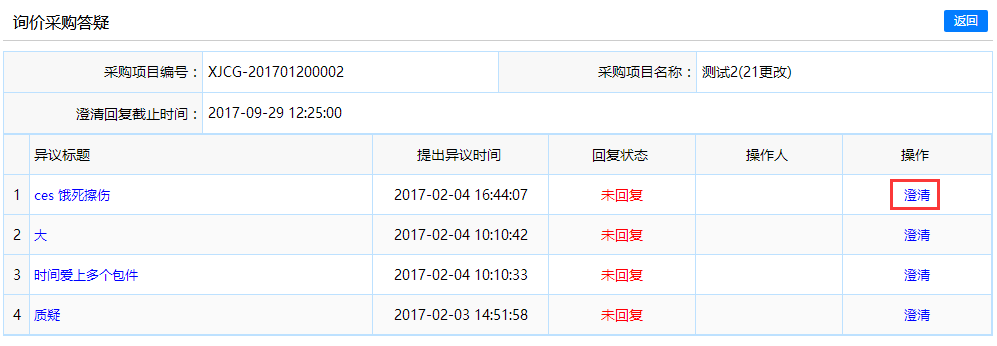 询价采购答疑 返回
采购项目编号： XJCG-201701200002 采购项目名称： 测试2(21更改)
澄清回复截止时间： 2017-09-29 12:25:00
异议标题 提出异议时间 回复状态 操作人 操作
1 ces 饿死擦伤 2017-02-04 16:44:07 未回复 澄清
2 大 2017-02-04 10:10:42 未回复 澄清
3 时间爱上多个包件 2017-02-04 10:10:33 未回复 澄清
4 质疑 2017-02-03 14:51:58 未回复 澄清